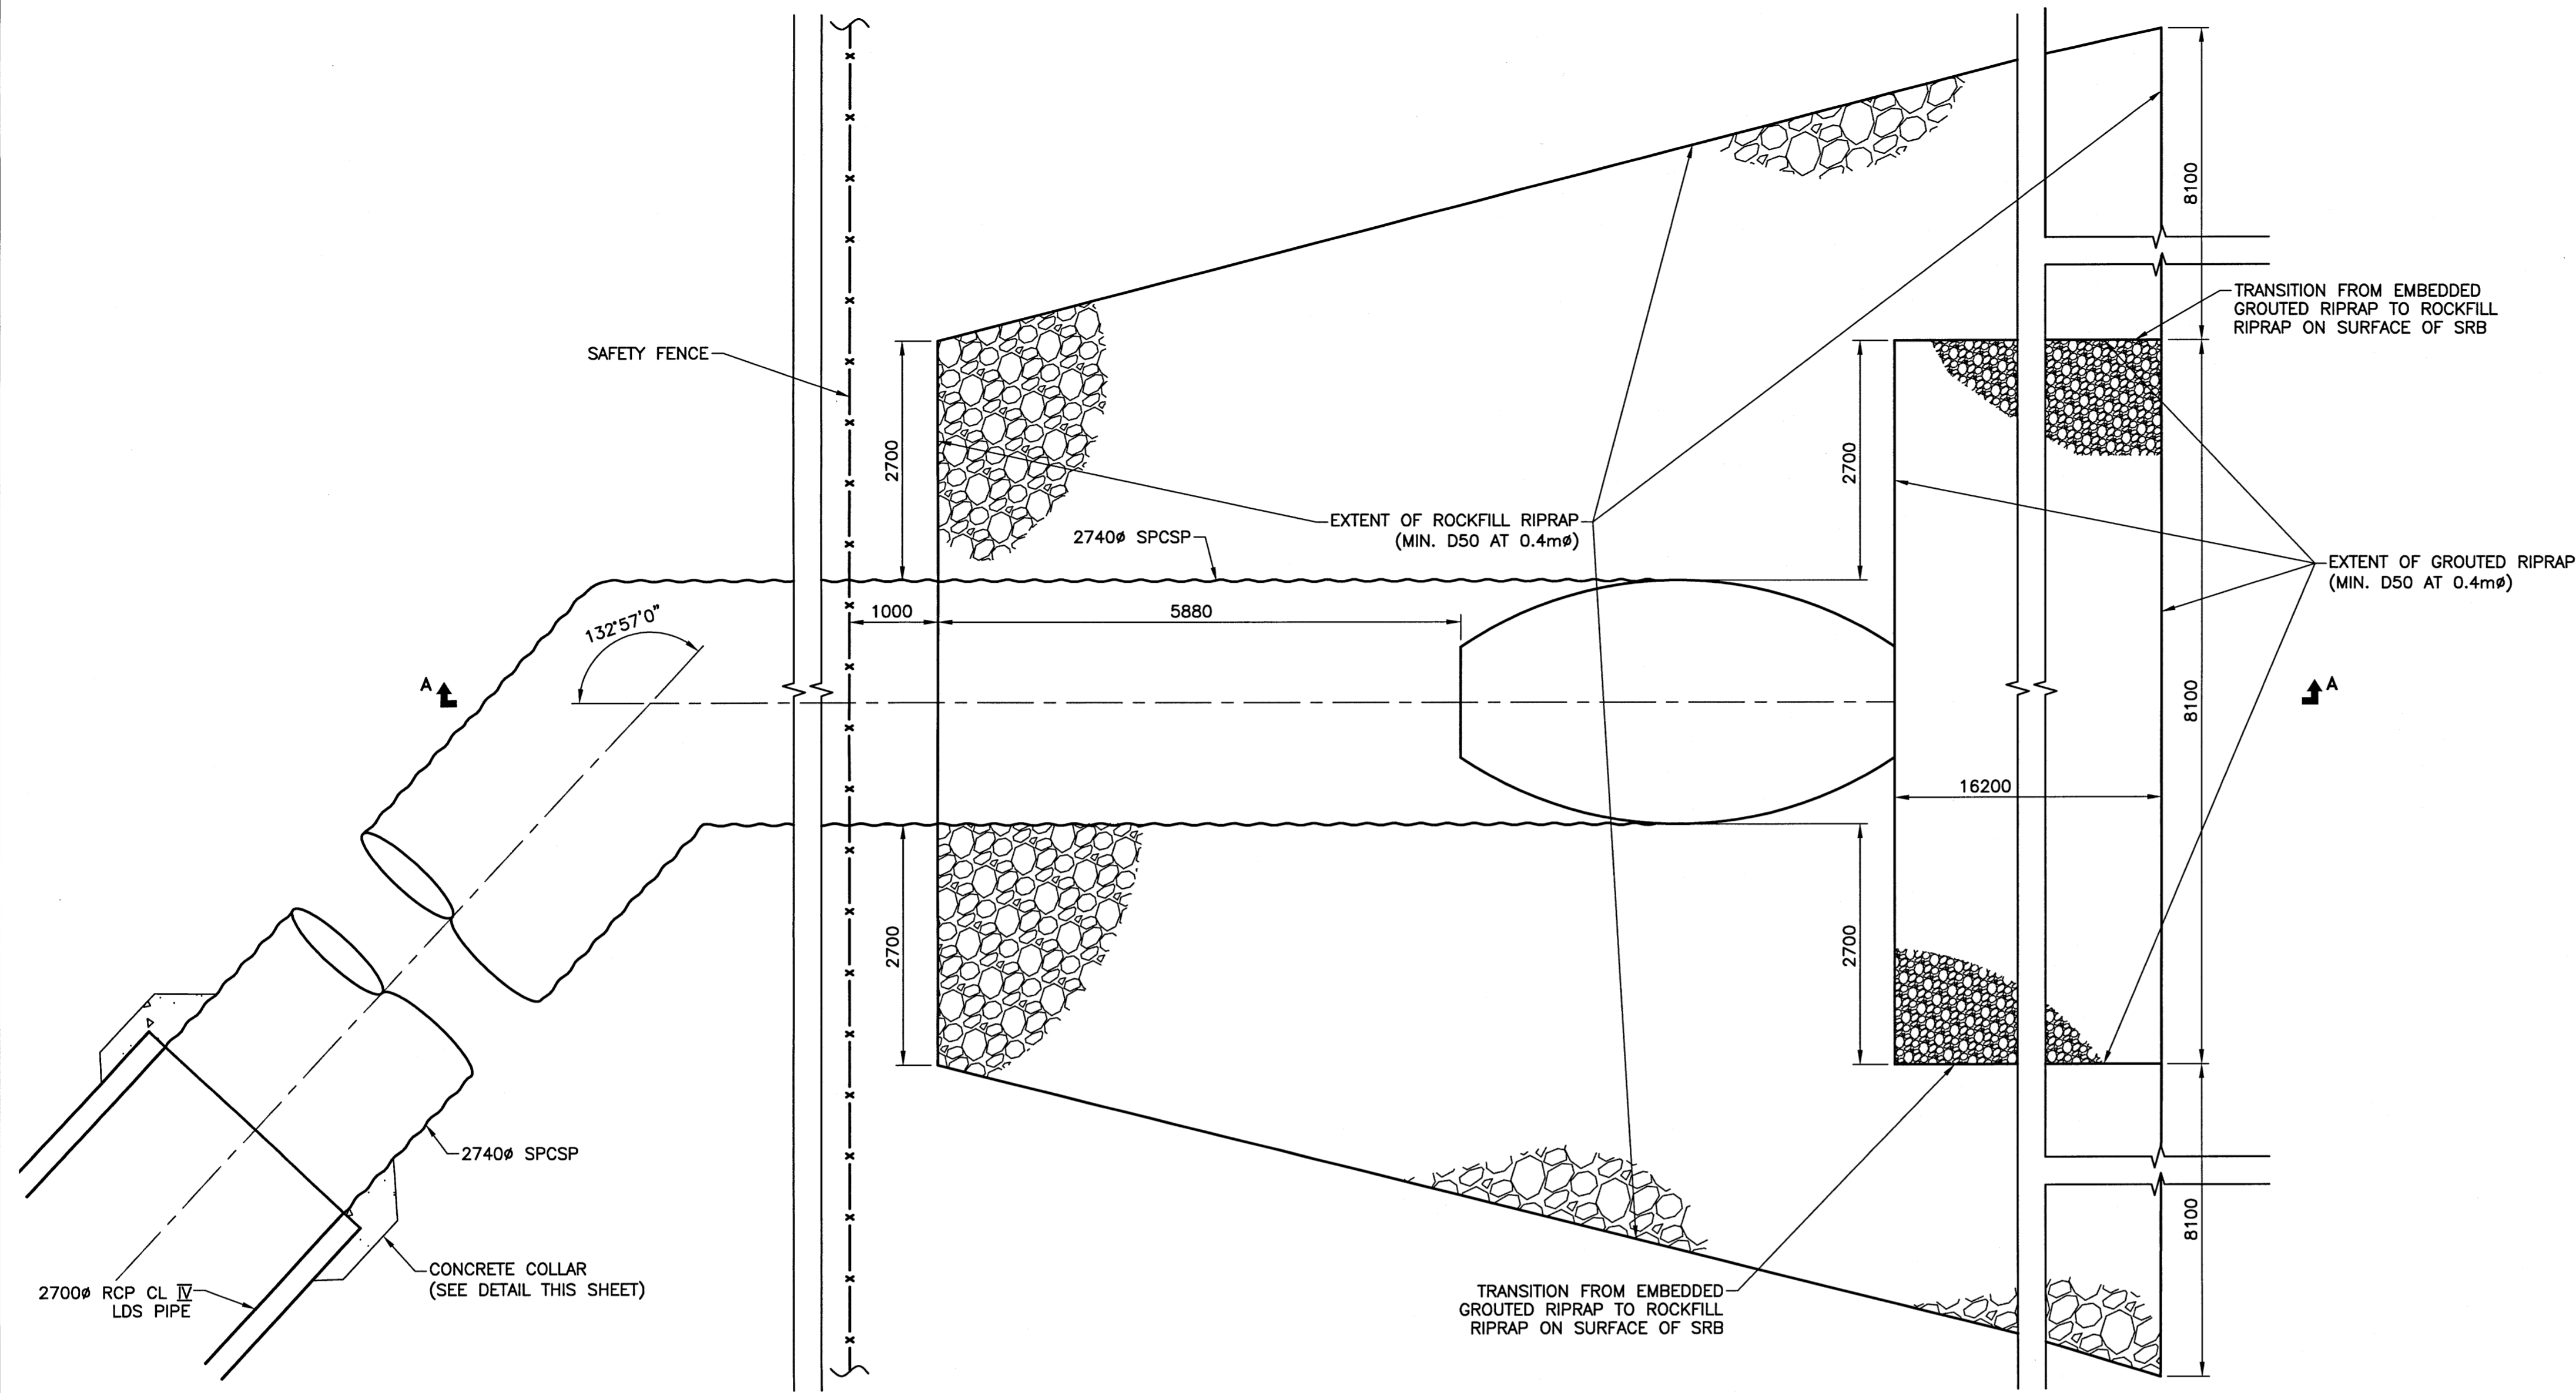 8100
TRANSITION FROM EMBEDDED
GROUTED RIPRAP TO ROCKFILL
RIPRAP ON SURFACE OF SRB
SAFETY FENCE
2700
2700
EXTENT OF ROCKFILL RIPRAP
(MIN. D50 AT 0.4mø)
2740ø SPCSP
EXTENT OF GROUTED RIPRAP
(MIN. D50 AT 0.4mø)
132°57'0"
1000
5880
A
A
8100
16200
2700
2700
2740ø SPCSP
CONCRETE COLLAR
(SEE DETAIL THIS SHEET)
2700ø RCP CL IV
LDS PIPE
8100
TRANSITION FROM EMBEDDED
GROUTED RIPRAP TO ROCKFILL
RIPRAP ON SURFACE OF SRB